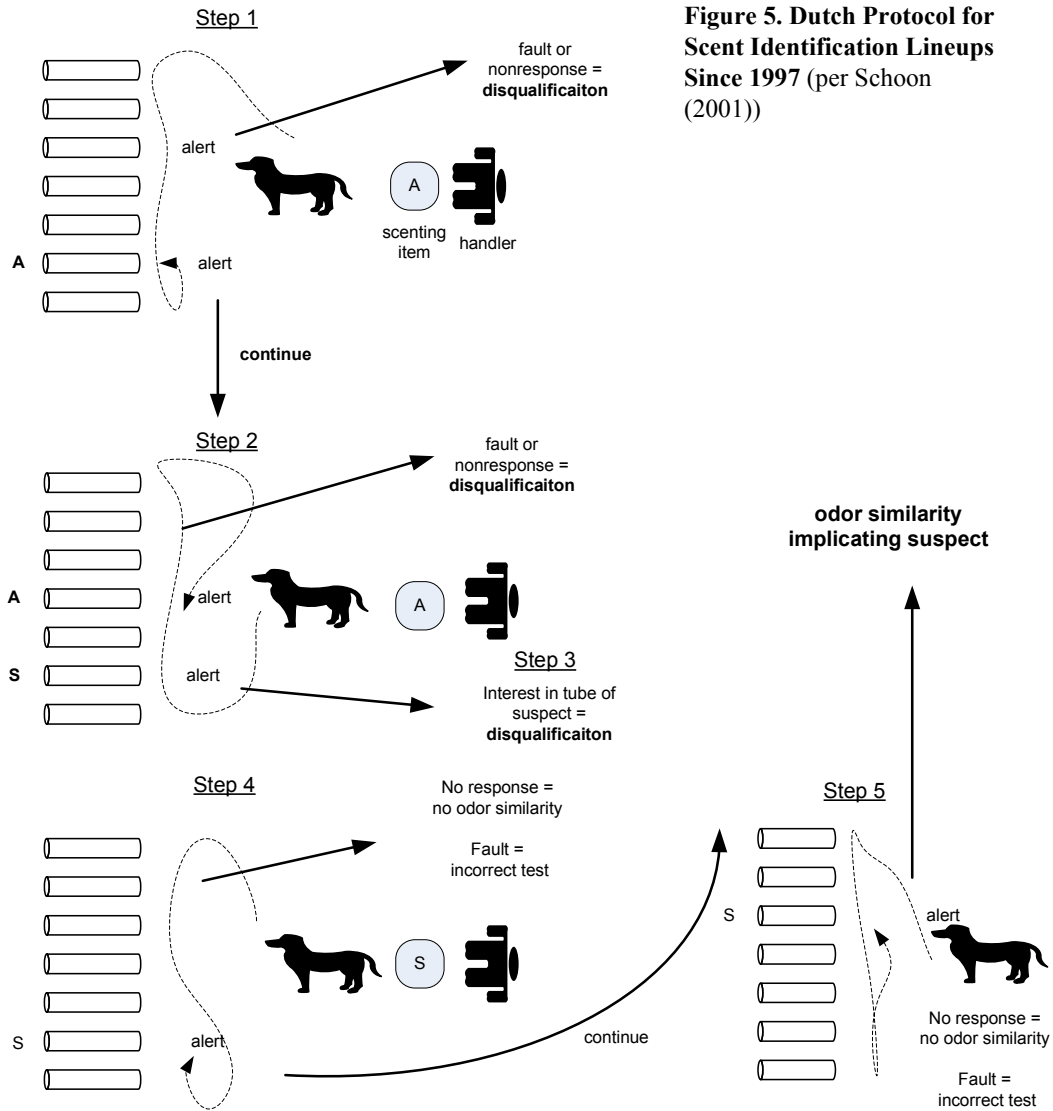 Figure 5. Dutch Protocol for
Scent Identification Lineups
Since 1997 (per Schoon
(2001))
Step 1
fault or
nonresponse =
disqualificaiton
alert
A
scenting
item
handler
A
alert
continue
Step 2
fault or
nonresponse =
disqualificaiton
A
alert
A
S
alert
Step 3
Interest in tube of
suspect =
disqualificaiton
Step 4
No response =
no odor similarity
Fault =
incorrect test
S
S
alert
continue
Step 5
S
alert
No response =
no odor similarity
Fault =
incorrect test
odor similarity
implicating suspect